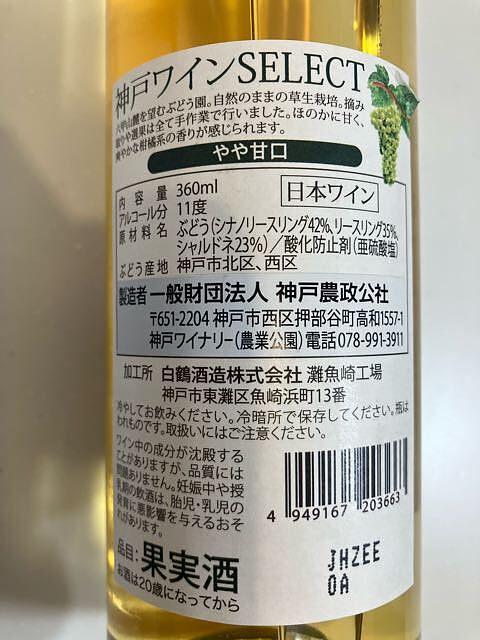 神戸ワインSELECT
六甲山麓を望むぶどう園。自然のままの草生栽培。摘み
取りや選果は全て手作業で行いました。ほのかに甘く、
爽やかな柑橘系の香りが感じられます。
やや甘口
内容量 360ml
日本ワイン
アルコール分 11度
原材料名 ぶどう(シナノリースリング42%、リースリング35%、
シャルドネ23%)/酸化防止剤(亜硫酸塩)
ぶどう産地 神戸市北区、西区
製造者 一般財団法人 神戸農政公社
〒651-2204 神戸市西区押部谷町高和1557-1
神戸ワイナリー(農業公園)電話078-991-3911
加工所 白鶴酒造株式会社 灘魚崎工場
神戸市東灘区魚崎浜町13番
冷やしてお飲みください。冷暗所で保存してください。瓶は
われものです。取扱いにはご注意ください。
ワイン中の成分が沈殿する
ことがありますが、品質には
問題ありません。妊娠中や授
乳期の飲酒は、胎児・乳児の
発育に悪影響を与えるおそ
れがあります。
品目:果実酒
お酒は20歳になってから
4 949167 203663
JHZEE
0A